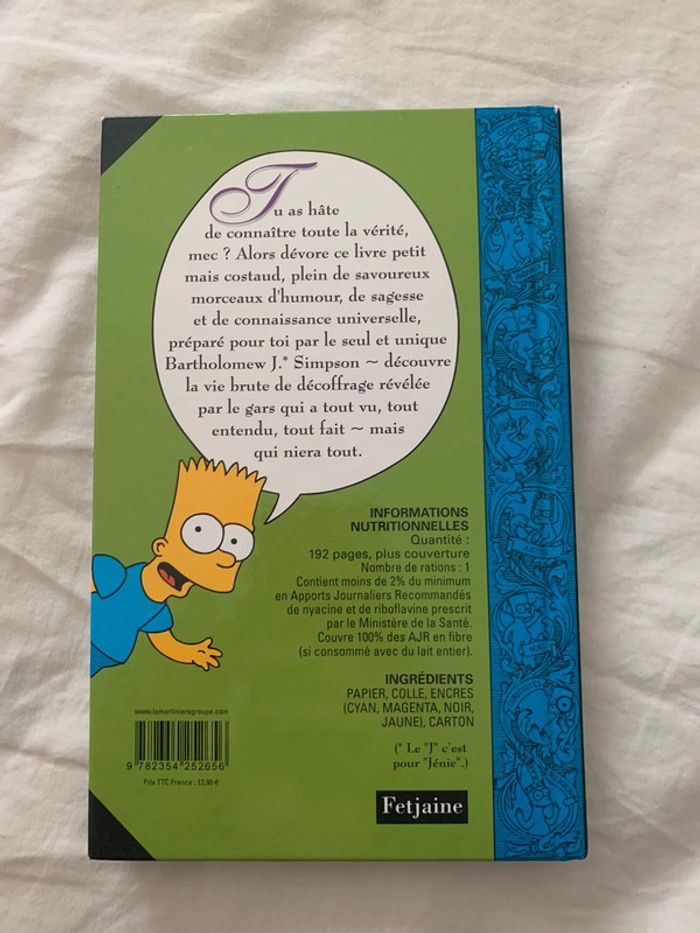 Tu as hâte
de connaître toute la vérité,
mec ? Alors dévore ce livre petit
mais costaud, plein de savoureux
morceaux d'humour, de sagesse
et de connaissance universelle,
préparé pour toi par le seul et unique
Bartholomew J.* Simpson ~ découvre
la vie brute de décoffrage révélée
par le gars qui a tout vu, tout
entendu, tout fait ~ mais
qui niera tout.
INFORMATIONS
NUTRITIONNELLES
Quantité :
192 pages, plus couverture
Nombre de rations : 1
Contient moins de 2% du minimum
en Apports Journaliers Recommandés
de nyacine et de riboflavine prescrit
par le Ministère de la Santé.
Couvre 100% des AJR en fibre
(si consommé avec du lait entier).
INGRÉDIENTS
PAPIER, COLLE, ENCRES
(CYAN, MAGENTA, NOIR,
JAUNE), CARTON
(* Le "J" c'est
pour "Jénie".)
www.lamartinieregroupe.com
9 782354 252656
Prix TTC France : 12,90 €
Fetjaine
ESPRIT